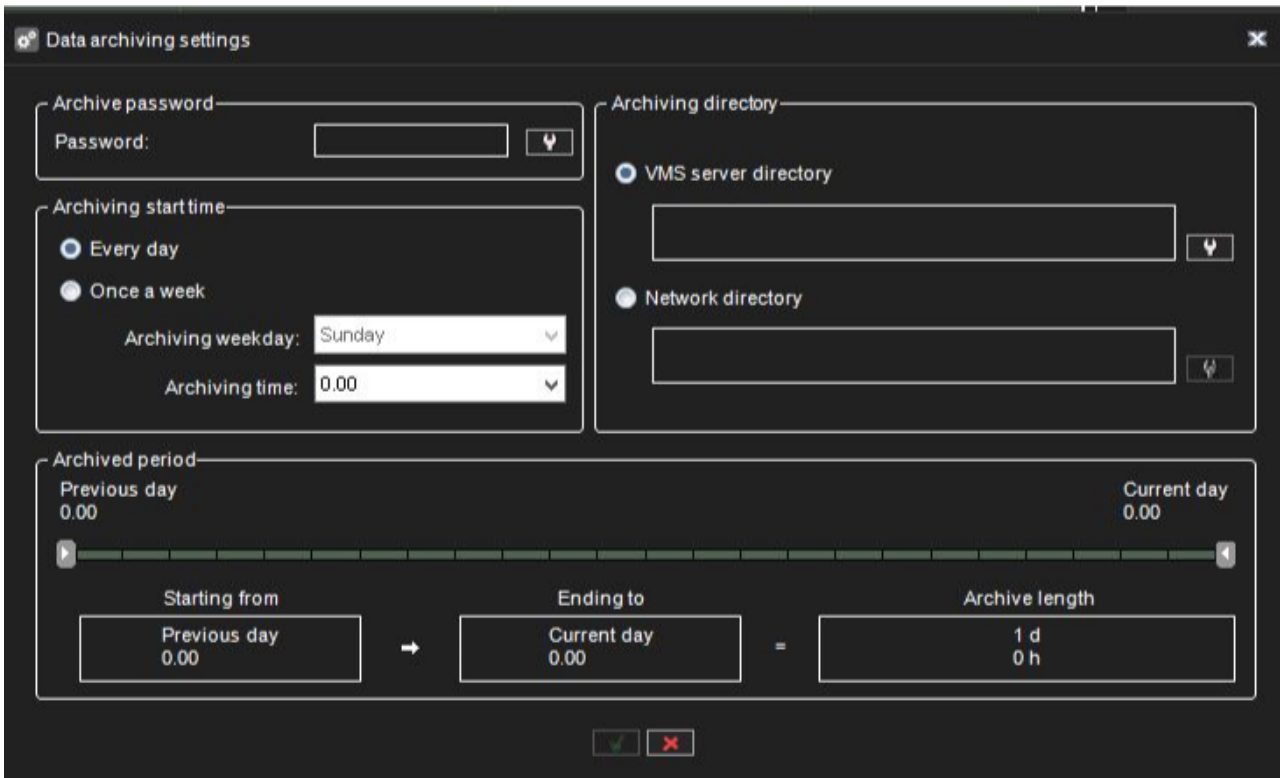 Data archiving settings
Archive password
Password:
Archiving start time
Every day
Once a week
Archiving weekday: Sunday
Archiving time: 0.00
Archiving directory
VMS server directory
Network directory
Archived period
Previous day
0.00
Current day
0.00
Starting from
Previous day
0.00
Ending to
Current day
0.00
=
Archive length
1 d
0 h